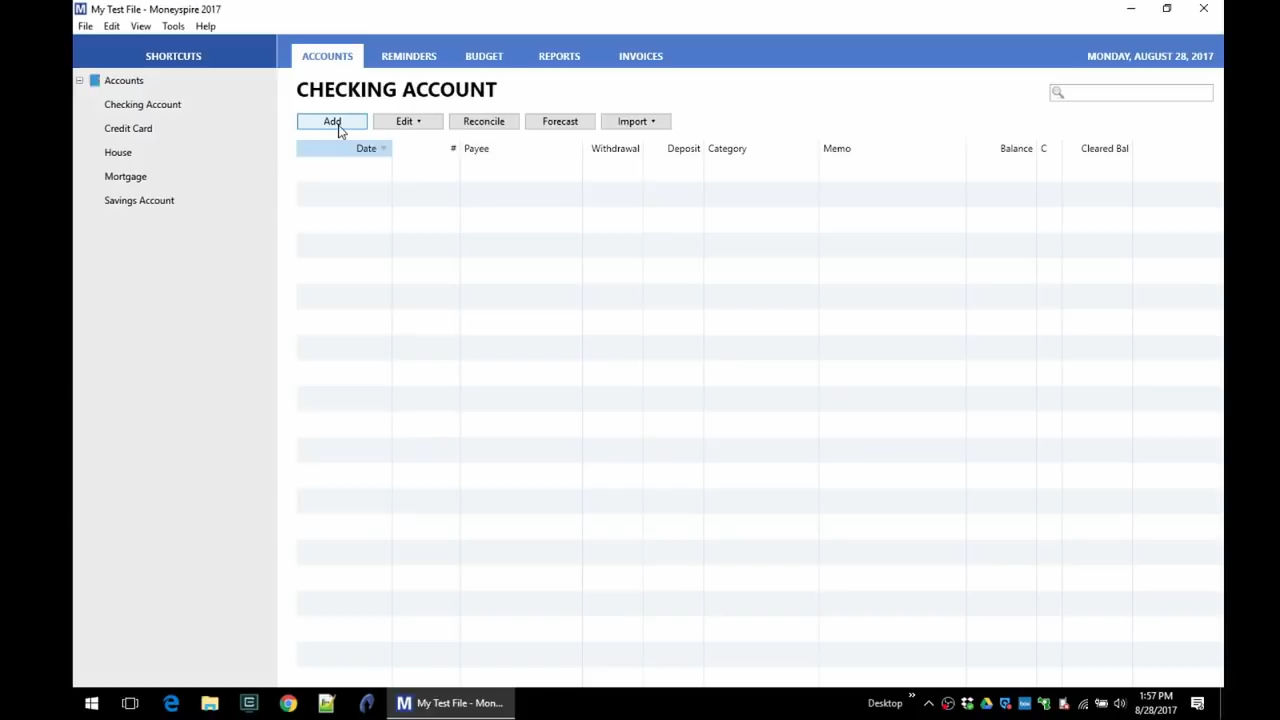 My Test File - Moneyspire 2017
File Edit View Tools Help
SHORTCUTS
ACCOUNTS REMINDERS BUDGET REPORTS INVOICES
MONDAY, AUGUST 28, 2017
Accounts
Checking Account
Credit Card
House
Mortgage
Savings Account
CHECKING ACCOUNT
Add Edit Reconcile Forecast Import
Date # Payee Withdrawal Deposit Category Memo Balance C Cleared Bal
My Test File - Mon...
Desktop
1:57 PM
8/28/2017